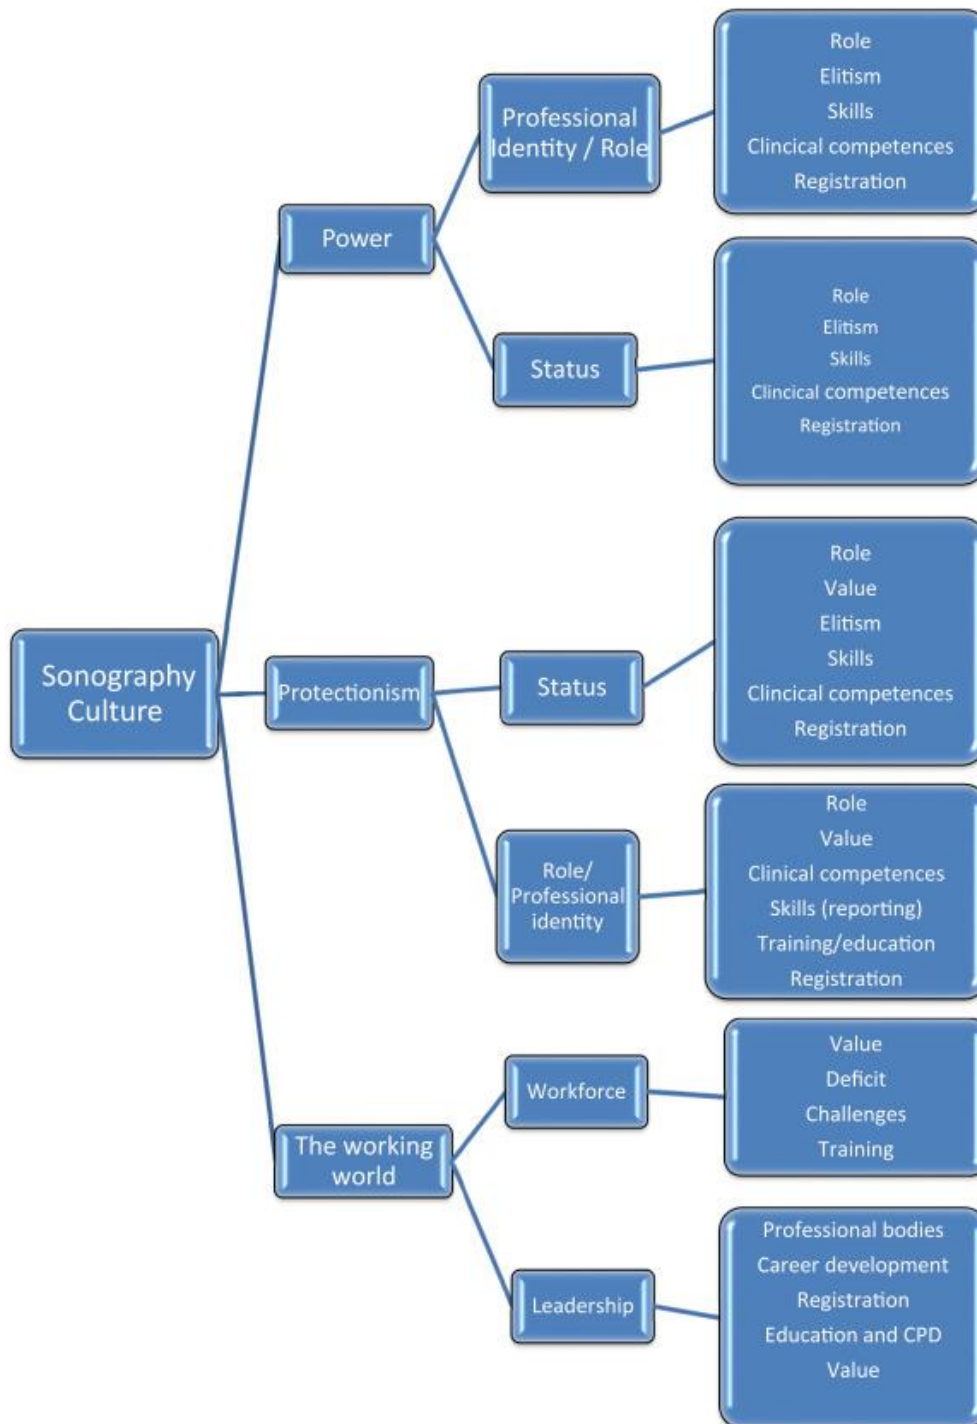 Sonography
Culture
Power
Professional
Identity / Role
Role
Elitism
Skills
Clincical competences
Registration
Status
Role
Elitism
Skills
Clincical competences
Registration
Protectionism
Status
Role
Value
Elitism
Skills
Clincical competences
Registration
Role/
Professional
identity
Role
Value
Clinical competences
Skills (reporting)
Training/education
Registration
The working
world
Workforce
Value
Deficit
Challenges
Training
Leadership
Professional bodies
Career development
Registration
Education and CPD
Value